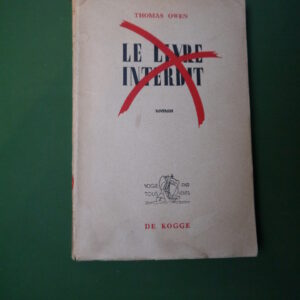 THOMAS OWEN
LE LIVRE
INTERDIT
ROMAN
DE KOGGE